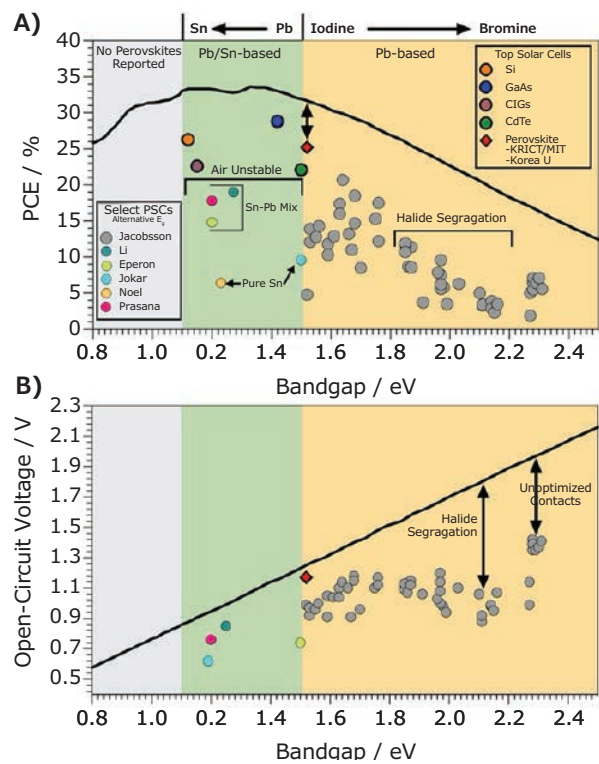 A)
Sn Pb Iodine Bromine
No Perovskites
Reported
Pb/Sn-based
Pb-based
Top Solar Cells
Si
GaAs
CIGs
CdTe
Perovskite
-KRICT/MIT
-Korea U
Air Unstable
Sn-Pb Mix
Pure Sn
Halide Segragation
Select PSCs
Alternative Eg
Jacobsson
Li
Eperon
Jokar
Noel
Prasana
PCE / %
40
35
30
25
20
15
10
5
0
0.8 1.0 1.2 1.4 1.6 1.8 2.0 2.2 2.4
Bandgap / eV
B)
Open-Circuit Voltage / V
2.3
2.1
1.9
1.7
1.5
1.3
1.1
0.9
0.7
0.5
Halide
Segragation
Unoptimized
Contacts
0.8 1.0 1.2 1.4 1.6 1.8 2.0 2.2 2.4
Bandgap / eV